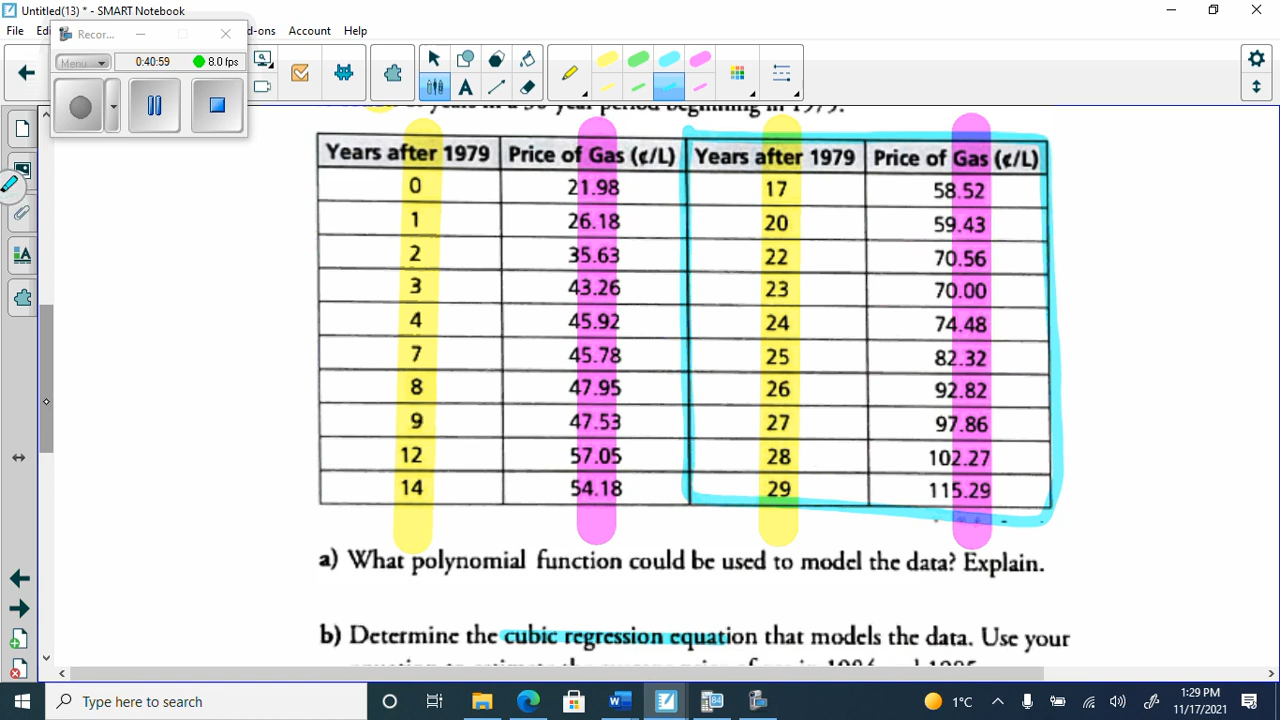 Untitled(13) * - SMART Notebook
File
-ons Account Help
Recor...
Menu 0:40:59 8.0 fps
Years after 1979 Price of Gas (¢/L) Years after 1979 Price of Gas (¢/L)
0 21.98 17 58.52
1 26.18 20 59.43
2 35.63 22 70.56
3 43.26 23 70.00
4 45.92 24 74.48
7 45.78 25 82.32
8 47.95 26 92.82
9 47.53 27 97.86
12 57.05 28 102.27
14 54.18 29 115.29
a) What polynomial function could be used to model the data? Explain.
b) Determine the cubic regression equation that models the data. Use your
Type here to search
1°C
1:29 PM
11/17/2021